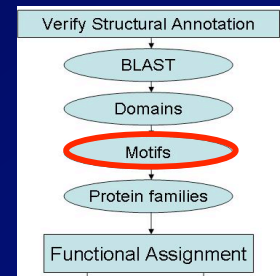 Verify Structural Annotation
BLAST
Domains
Motifs
Protein families
Functional Assignment